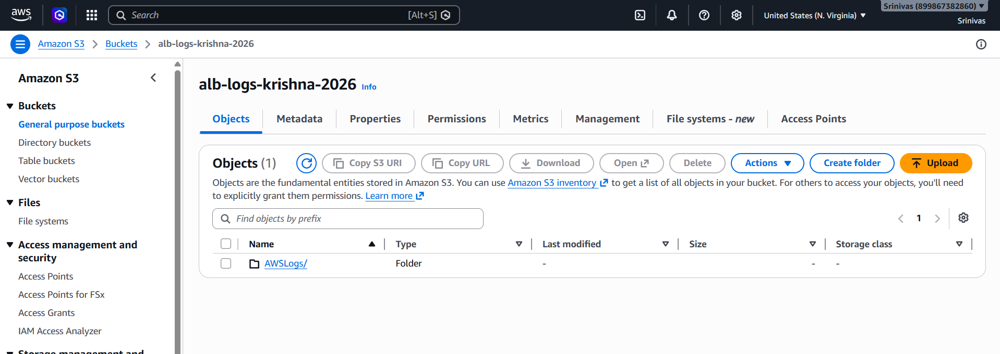 aws
Search [Alt+S]
United States (N. Virginia)
Srinivas (899867382860)
Srinivas
Amazon S3 Buckets alb-logs-krishna-2026
Amazon S3
Buckets
General purpose buckets
Directory buckets
Table buckets
Vector buckets
Files
File systems
Access management and
security
Access Points
Access Points for FSx
Access Grants
IAM Access Analyzer
Storage management and
alb-logs-krishna-2026 Info
Objects Metadata Properties Permissions Metrics Management File systems - new Access Points
Objects (1) Copy S3 URI Copy URL Download Open Delete Actions Create folder Upload
Objects are the fundamental entities stored in Amazon S3. You can use Amazon S3 inventory to get a list of all objects in your bucket. For others to access your objects, you'll need
to explicitly grant them permissions. Learn more
Find objects by prefix
1
Name Type Last modified Size Storage class
AWSLogs/ Folder - - -